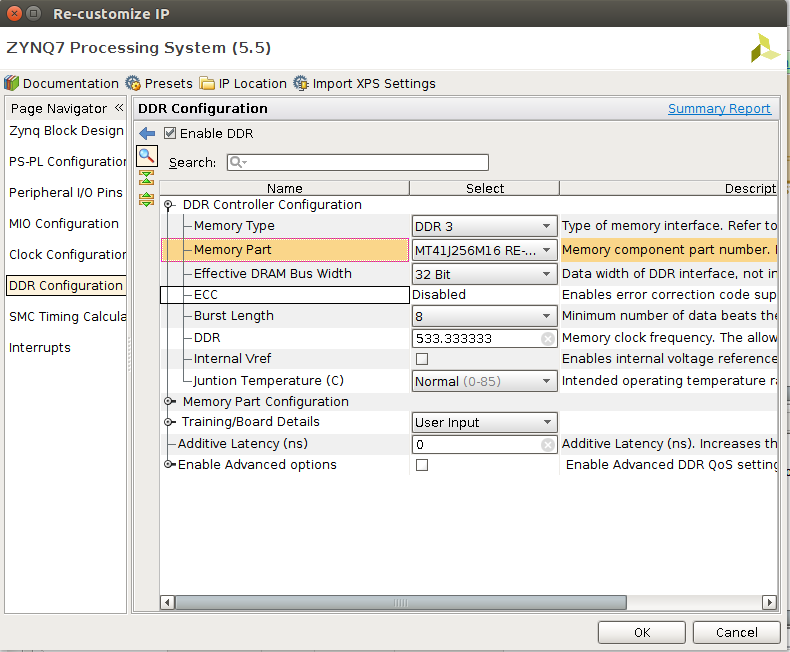 Re-customize IP
ZYNQ7 Processing System (5.5)
Documentation Presets IP Location Import XPS Settings
Page Navigator «
Zynq Block Design
PS-PL Configuration
Peripheral I/O Pins
MIO Configuration
Clock Configuration
DDR Configuration
SMC Timing Calcula
Interrupts
DDR Configuration Summary Report
Enable DDR
Search:
Name Select Descript
DDR Controller Configuration
Memory Type DDR 3 Type of memory interface. Refer to
Memory Part MT41J256M16 RE-... Memory component part number.
Effective DRAM Bus Width 32 Bit Data width of DDR interface, not in
ECC Disabled Enables error correction code sup
Burst Length 8 Minimum number of data beats the
DDR 533.333333 Memory clock frequency. The allow
Internal Vref Enables internal voltage reference
Juntion Temperature (C) Normal (0-85) Intended operating temperature ra
Memory Part Configuration
Training/Board Details User Input
Additive Latency (ns) 0 Additive Latency (ns). Increases th
Enable Advanced options Enable Advanced DDR QoS setting
OK Cancel